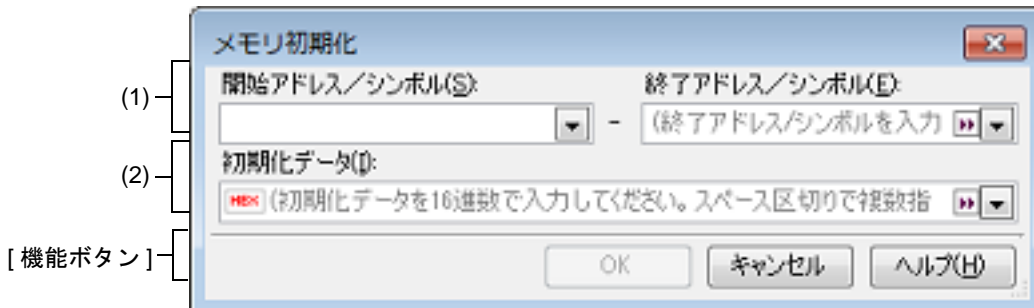 メモリ初期化
(1)
開始アドレス／シンボル(S):
終了アドレス／シンボル(E):
-
(終了アドレス/シンボルを入力
(2)
初期化データ(I):
HEX (初期化データを16進数で入力してください。スペース区切りで複数指
[ 機能ボタン ]
OK
キャンセル
ヘルプ(H)